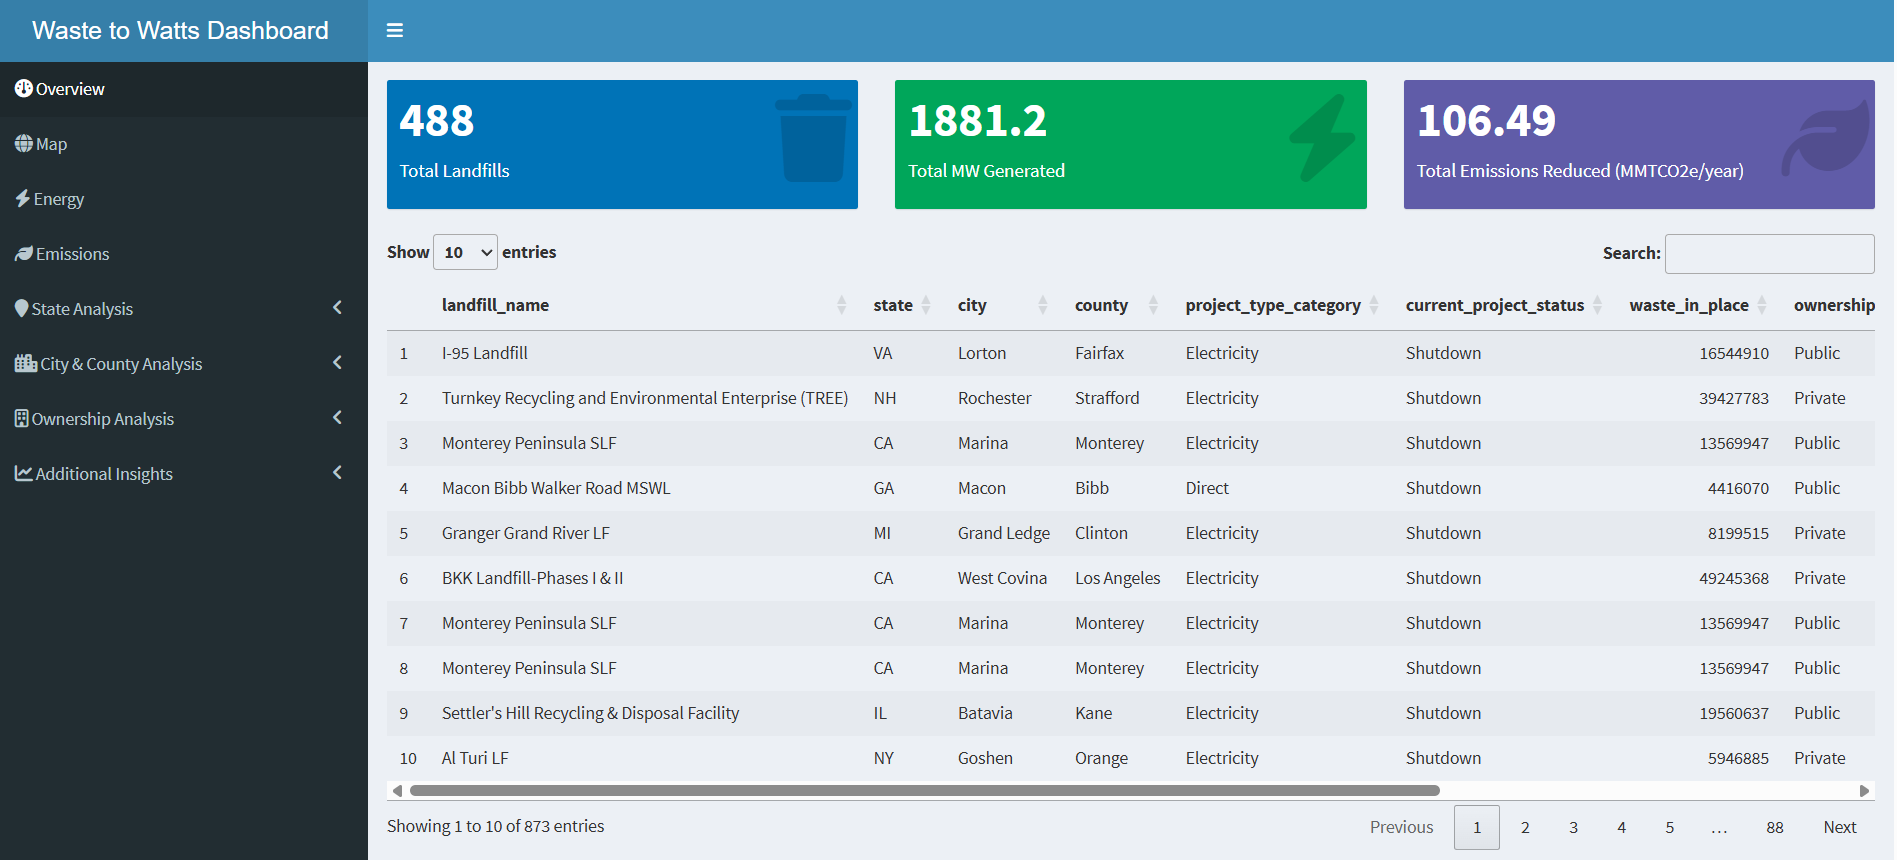 Waste to Watts Dashboard
Overview
Map
Energy
Emissions
State Analysis
City & County Analysis
Ownership Analysis
Additional Insights
488
Total Landfills
1881.2
Total MW Generated
106.49
Total Emissions Reduced (MMTCO2e/year)
Show 10 entries
Search:
landfill_name state city county project_type_category current_project_status waste_in_place ownership
1 I-95 Landfill VA Lorton Fairfax Electricity Shutdown 16544910 Public
2 Turnkey Recycling and Environmental Enterprise (TREE) NH Rochester Strafford Electricity Shutdown 39427783 Private
3 Monterey Peninsula SLF CA Marina Monterey Electricity Shutdown 13569947 Public
4 Macon Bibb Walker Road MSWL GA Macon Bibb Direct Shutdown 4416070 Public
5 Granger Grand River LF MI Grand Ledge Clinton Electricity Shutdown 8199515 Private
6 BKK Landfill-Phases I & II CA West Covina Los Angeles Electricity Shutdown 49245368 Private
7 Monterey Peninsula SLF CA Marina Monterey Electricity Shutdown 13569947 Public
8 Monterey Peninsula SLF CA Marina Monterey Electricity Shutdown 13569947 Public
9 Settler's Hill Recycling & Disposal Facility IL Batavia Kane Electricity Shutdown 19560637 Public
10 Al Turi LF NY Goshen Orange Electricity Shutdown 5946885 Private
Showing 1 to 10 of 873 entries
Previous 1 2 3 4 5 … 88 Next